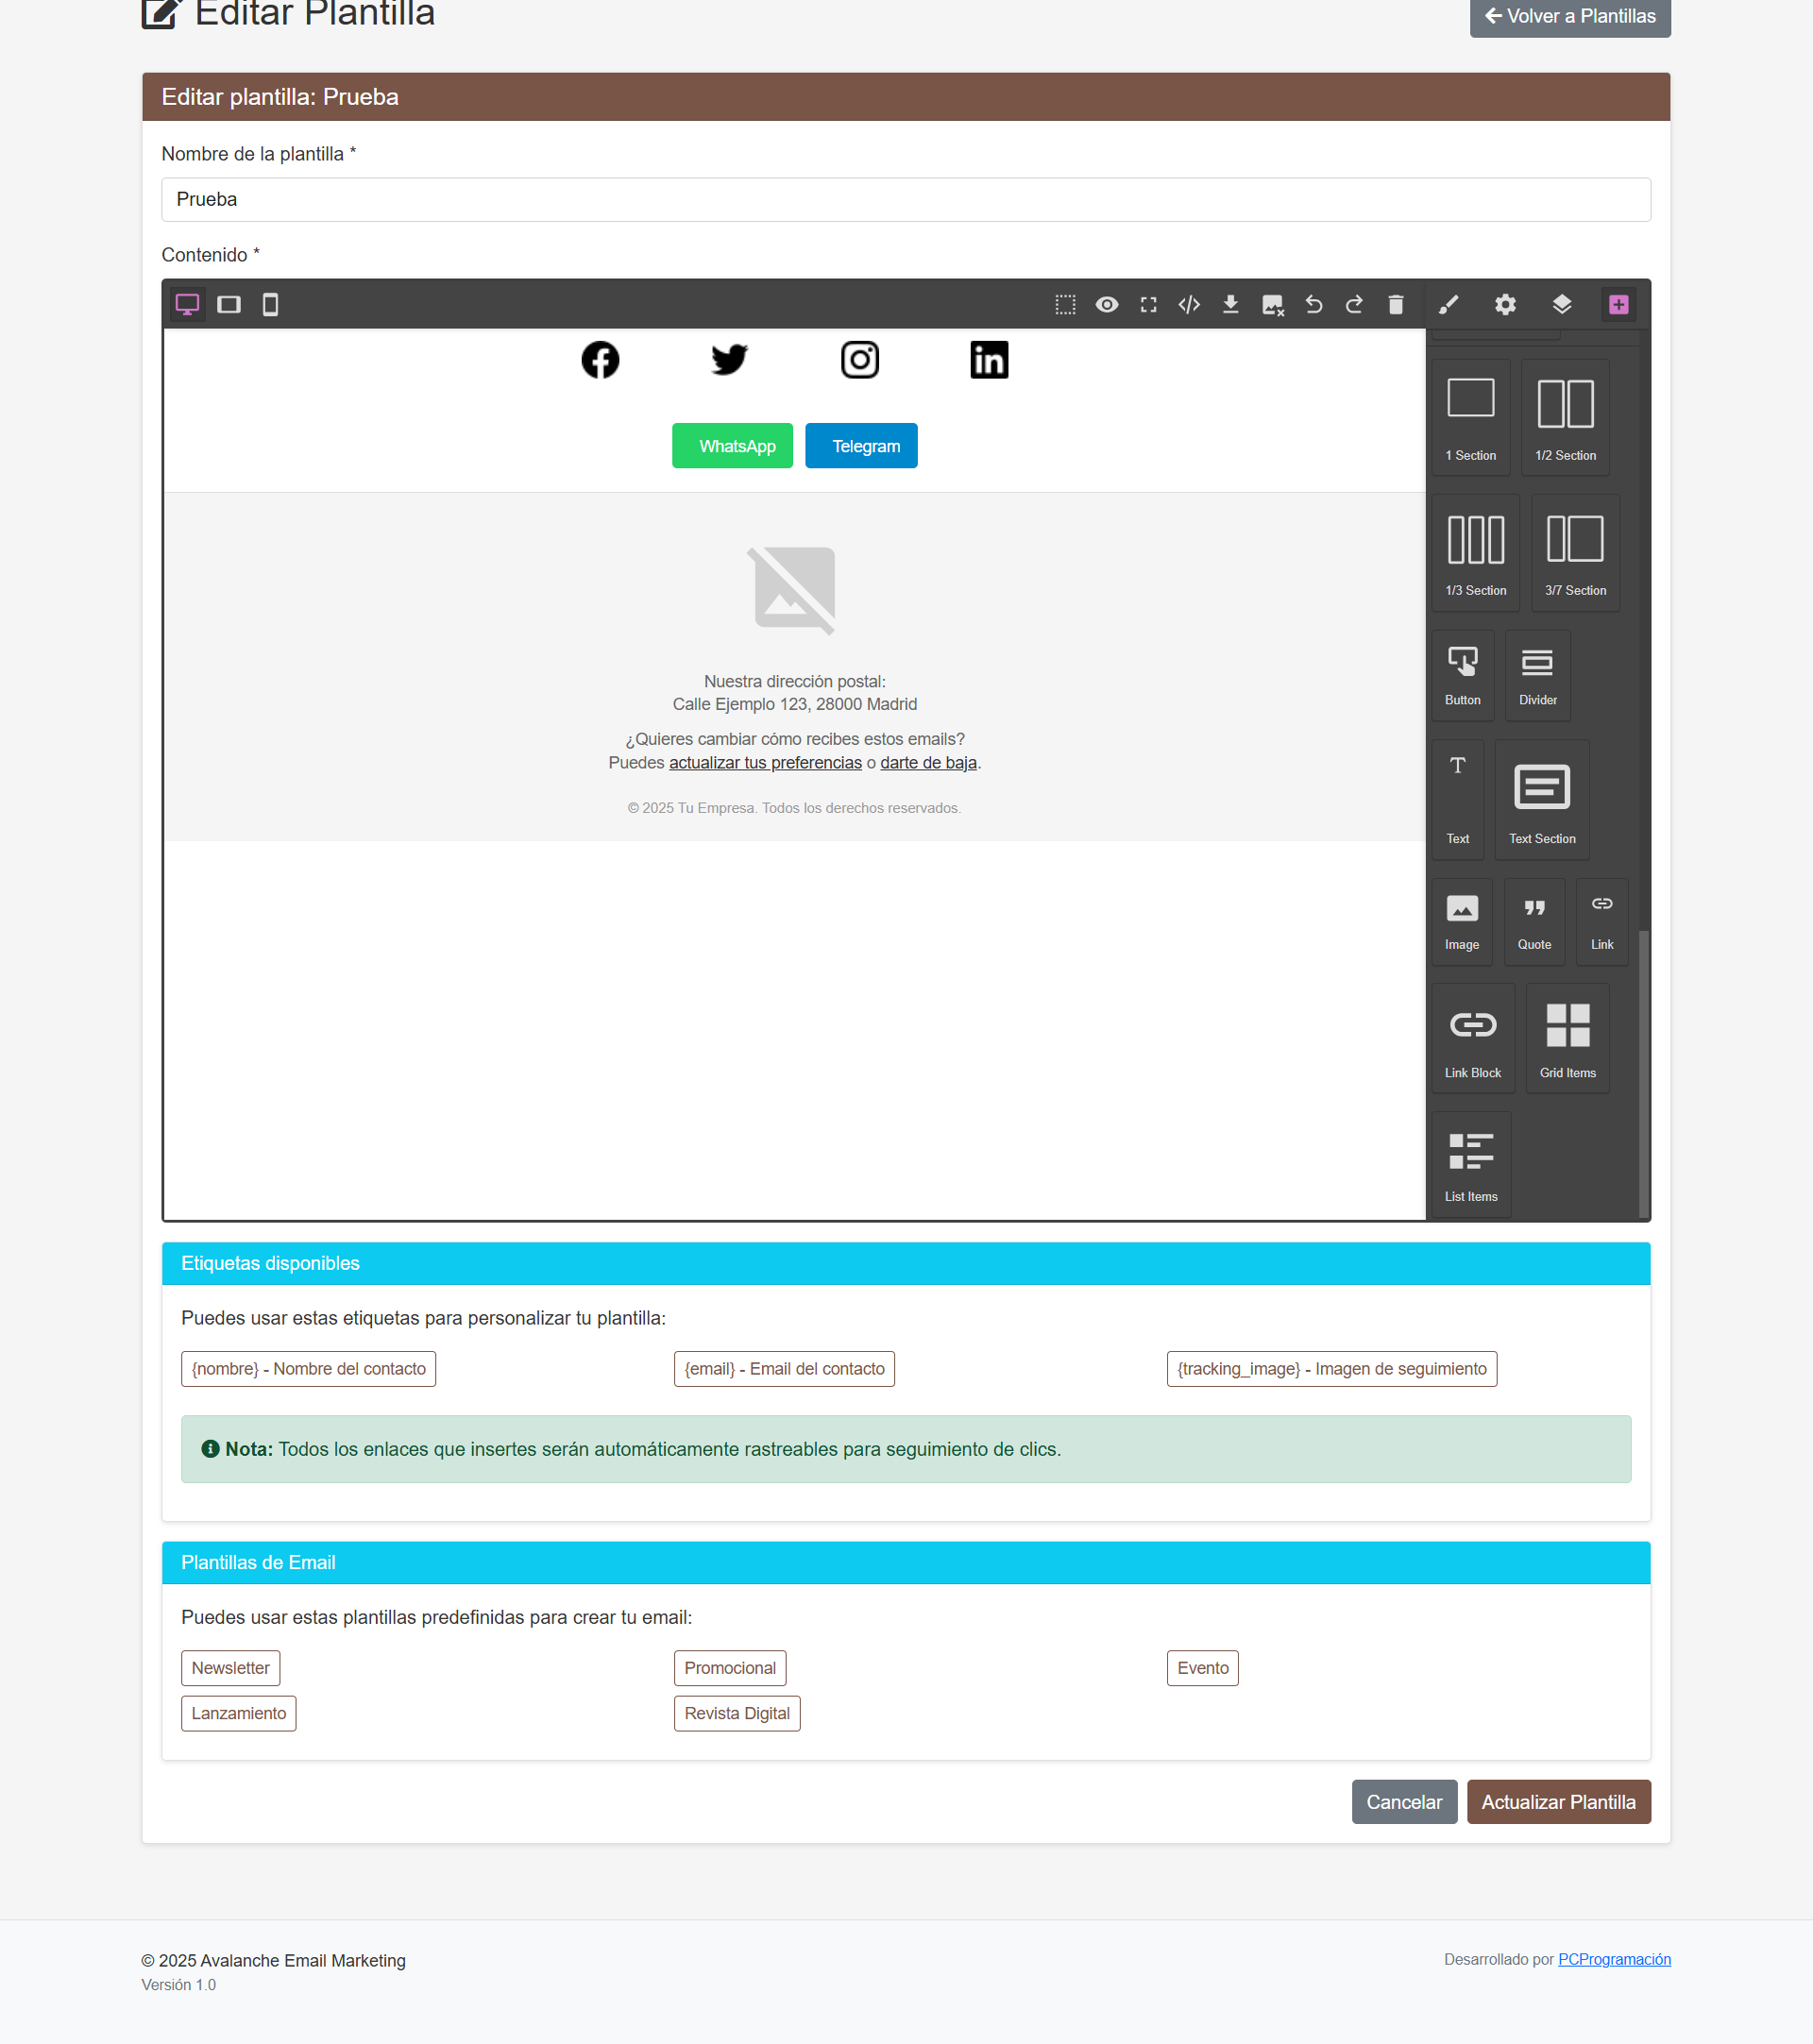 Editar Plantilla
Volver a Plantillas
Editar plantilla: Prueba
Nombre de la plantilla *
Prueba
Contenido *
WhatsApp
Telegram
Nuestra dirección postal:
Calle Ejemplo 123, 28000 Madrid
¿Quieres cambiar cómo recibes estos emails?
Puedes actualizar tus preferencias o darte de baja.
© 2025 Tu Empresa. Todos los derechos reservados.
1 Section
1/2 Section
1/3 Section
3/7 Section
Button
Divider
Text
Text Section
Image
Quote
Link
Link Block
Grid Items
List Items
Etiquetas disponibles
Puedes usar estas etiquetas para personalizar tu plantilla:
{nombre} - Nombre del contacto
{email} - Email del contacto
{tracking_image} - Imagen de seguimiento
Nota: Todos los enlaces que insertes serán automáticamente rastreables para seguimiento de clics.
Plantillas de Email
Puedes usar estas plantillas predefinidas para crear tu email:
Newsletter
Promocional
Evento
Lanzamiento
Revista Digital
Cancelar
Actualizar Plantilla
© 2025 Avalanche Email Marketing
Versión 1.0
Desarrollado por PCProgramación